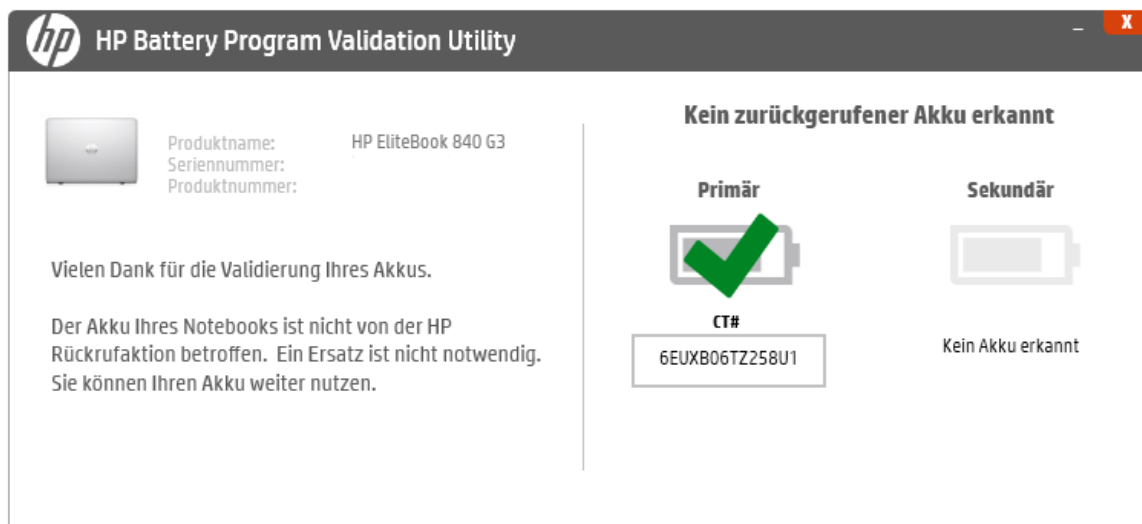 hp HP Battery Program Validation Utility
Produktname: HP EliteBook 840 G3
Seriennummer:
Produktnummer:
Vielen Dank für die Validierung Ihres Akkus.
Der Akku Ihres Notebooks ist nicht von der HP
Rückrufaktion betroffen. Ein Ersatz ist nicht notwendig.
Sie können Ihren Akku weiter nutzen.
Kein zurückgerufener Akku erkannt
Primär
CT#
6EUXB06TZ258U1
Sekundär
Kein Akku erkannt